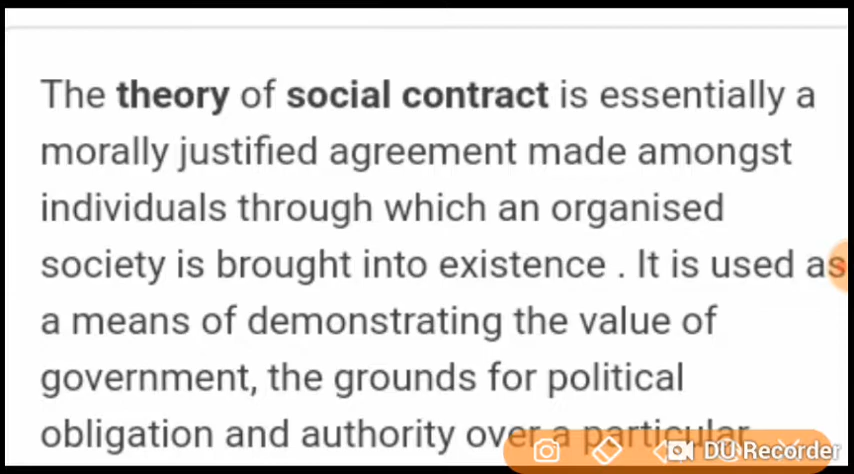 The theory of social contract is essentially a
morally justified agreement made amongst
individuals through which an organised
society is brought into existence . It is used as
a means of demonstrating the value of
government, the grounds for political
obligation and authority over a particular
DU Recorder